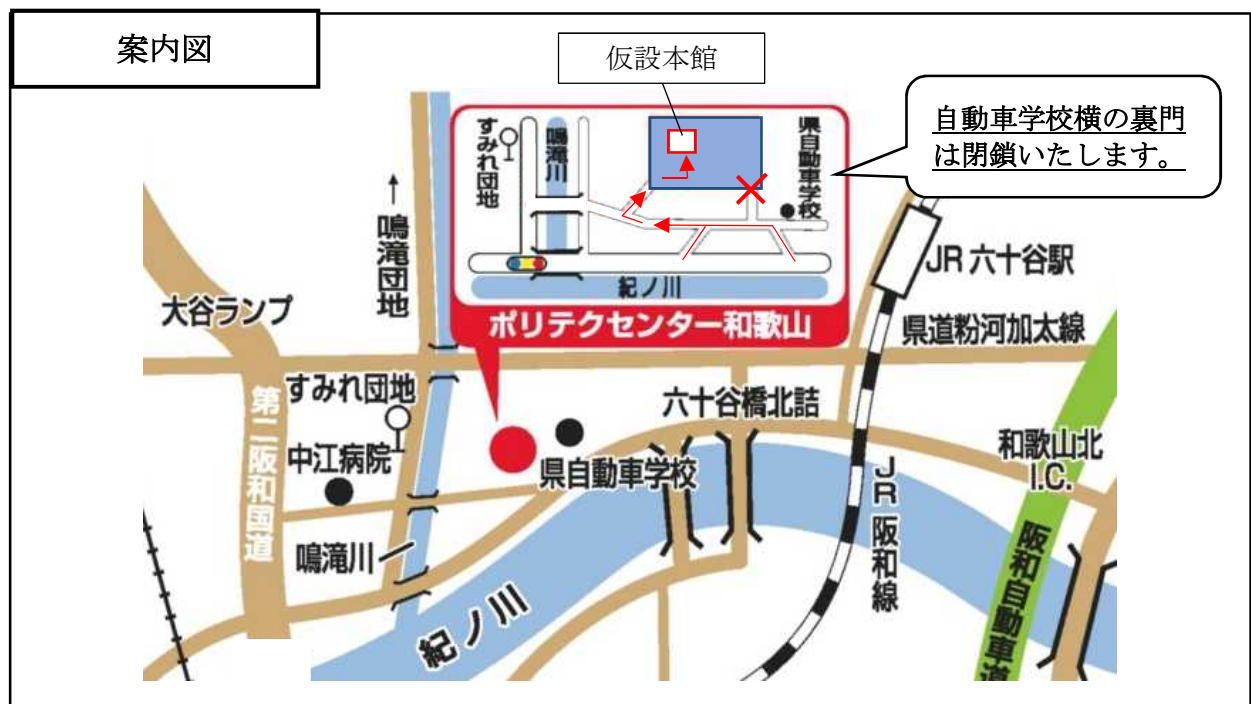 案内図
仮設本館
自動車学校横の裏門
は閉鎖いたします。
すみれ団地
鳴滝川
県自動車学校
紀ノ川
ポリテクセンター和歌山
↑鳴滝団地
大谷ランプ
JR 六十谷駅
県道粉河加太線
すみれ団地
第二阪和国道
中江病院
六十谷橋北詰
県自動車学校
和歌山北
I.C.
鳴滝川
紀ノ川
JR 阪和線
阪和自動車道